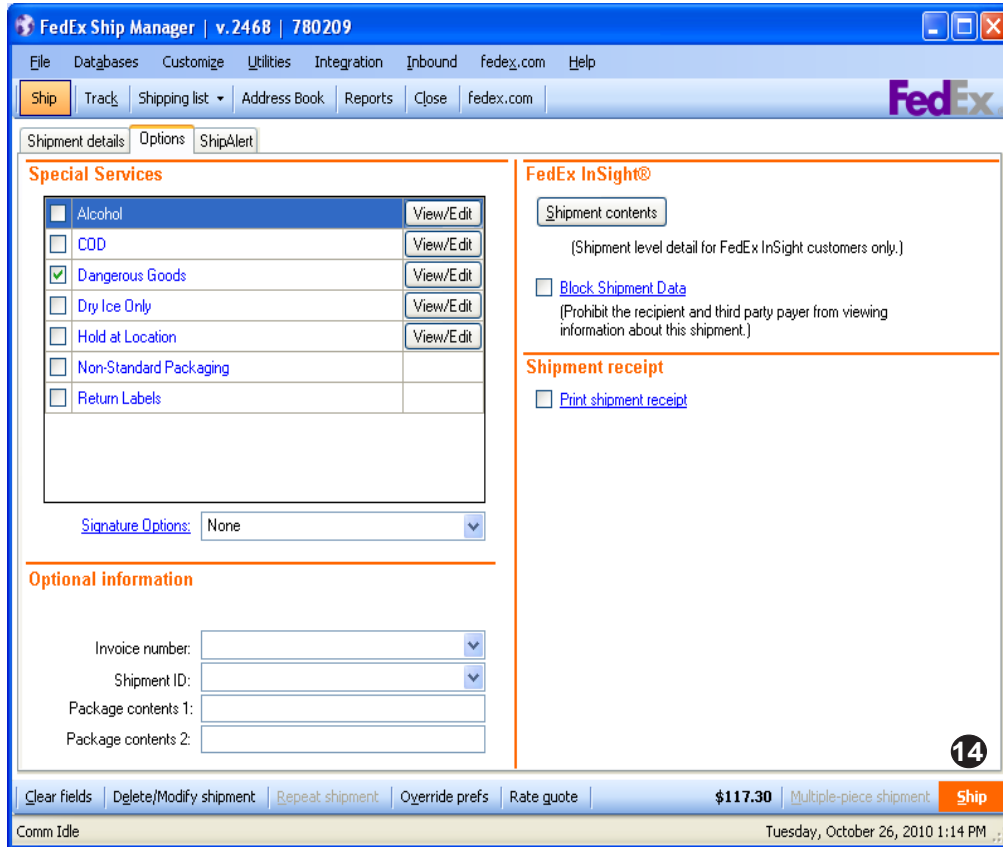 FedEx Ship Manager | v. 2468 | 780209
File Databases Customize Utilities Integration Inbound fedex.com Help
Ship Track Shipping list Address Book Reports Close fedex.com
FedEx
Shipment details Options ShipAlert
Special Services
Alcohol View/Edit
COD View/Edit
Dangerous Goods View/Edit
Dry Ice Only View/Edit
Hold at Location View/Edit
Non-Standard Packaging
Return Labels
Signature Options: None
Optional information
Invoice number:
Shipment ID:
Package contents 1:
Package contents 2:
FedEx InSight®
Shipment contents
(Shipment level detail for FedEx InSight customers only.)
Block Shipment Data
(Prohibit the recipient and third party payer from viewing
information about this shipment.)
Shipment receipt
Print shipment receipt
14
Clear fields Delete/Modify shipment Repeat shipment Override prefs Rate quote $117.30 Multiple-piece shipment Ship
Comm Idle Tuesday, October 26, 2010 1:14 PM